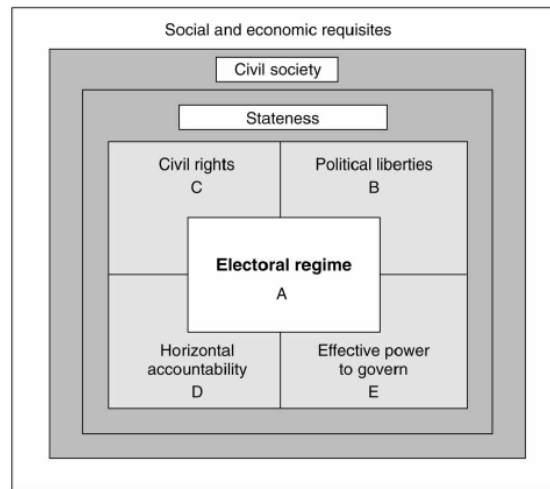 Social and economic requisites
Civil society
Stateness
Civil rights
C
Political liberties
B
Electoral regime
A
Horizontal
accountability
D
Effective power
to govern
E